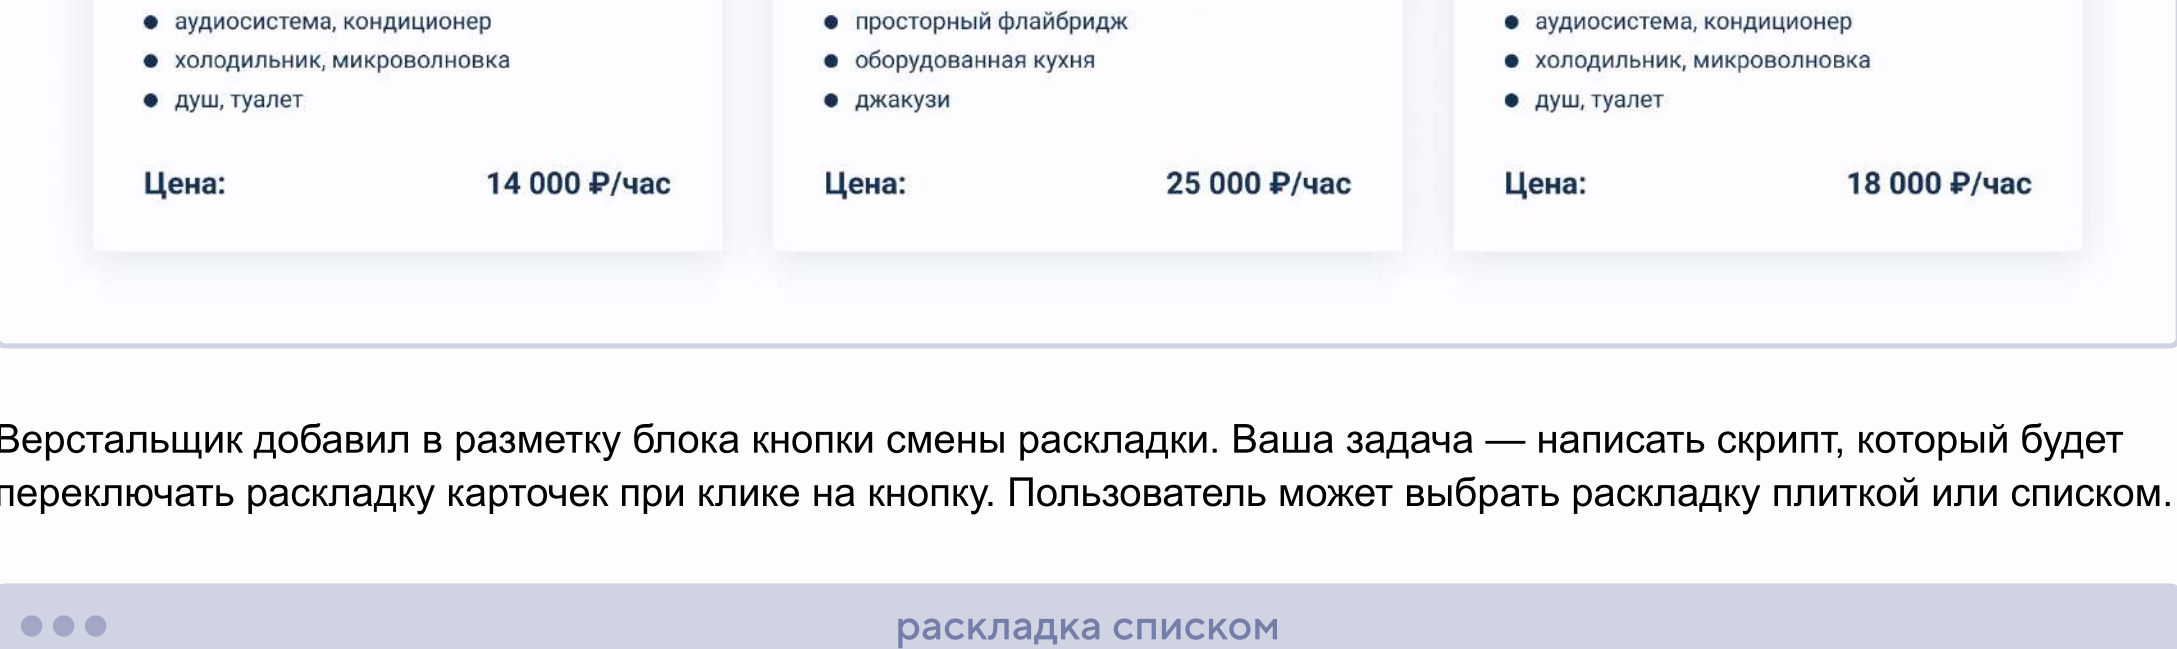 аудиосистема, кондиционер
холодильник, микроволновка
душ, туалет
Цена: 14 000 ₽/час
просторный флайбридж
оборудованная кухня
джакузи
Цена: 25 000 ₽/час
аудиосистема, кондиционер
холодильник, микроволновка
душ, туалет
Цена: 18 000 ₽/час
Верстальщик добавил в разметку блока кнопки смены раскладки. Ваша задача — написать скрипт, который будет
переключать раскладку карточек при клике на кнопку. Пользователь может выбрать раскладку плиткой или списком.
раскладка списком